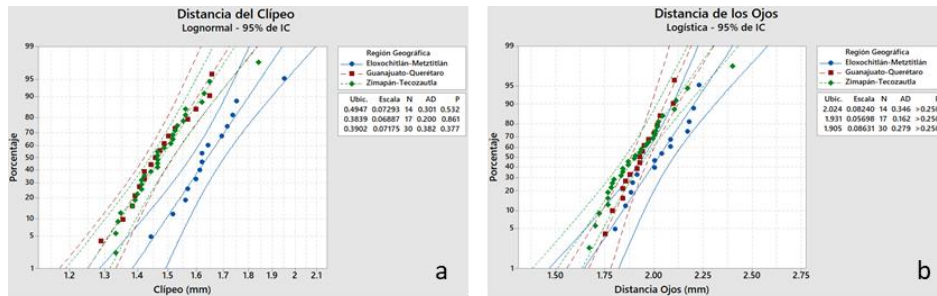 Distancia del Clípeo
Lognormal - 95% de IC
Porcentaje
99
95
90
80
70
60
50
40
30
20
10
5
1
1.2
1.3
1.4
1.5
1.6
1.7
1.8
1.9
2.0
2.1
Clípeo (mm)
Región Geográfica
Eloxochitlán-Metztitlán
Guanajuato-Querétaro
Zimapán-Tecozautla
Ubic. Escala N AD P
0.4947 0.07293 14 0.301 0.532
0.3839 0.06887 17 0.200 0.861
0.3902 0.07175 30 0.382 0.377
a
Distancia de los Ojos
Logística - 95% de IC
Porcentaje
99
95
90
80
70
60
50
40
30
20
10
5
1
1.50
1.75
2.00
2.25
2.50
2.75
Distancia Ojos (mm)
Región Geográfica
Eloxochitlán-Metztitlán
Guanajuato-Querétaro
Zimapán-Tecozautla
Ubic. Escala N AD P
2.024 0.08240 14 0.346 >0.250
1.931 0.05698 17 0.162 >0.250
1.905 0.08631 30 0.279 >0.250
b